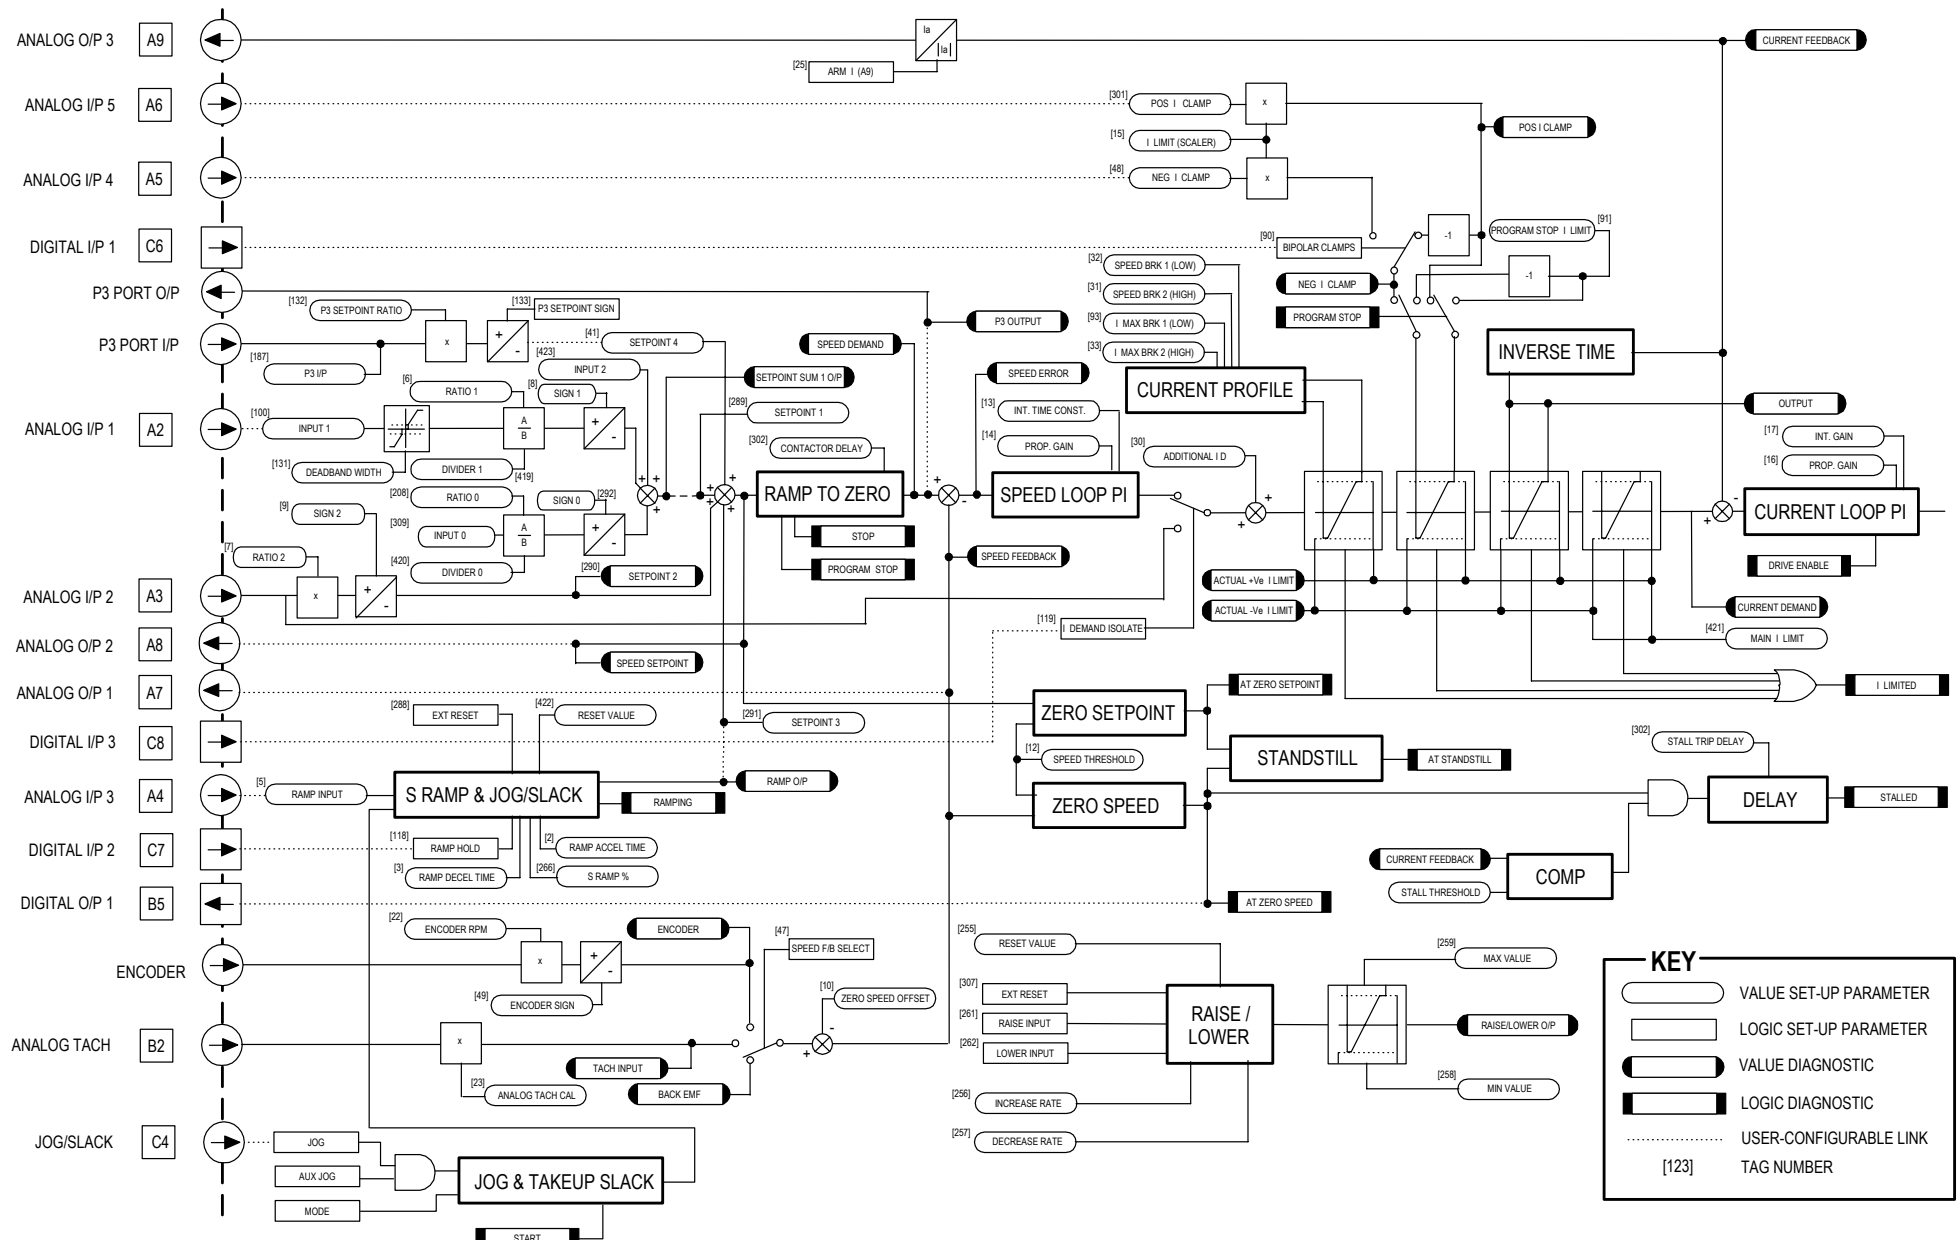 ANALOG O/P 3 A9
Ia
|Ia|
CURRENT FEEDBACK
[25] ARM I (A9)
ANALOG I/P 5 A6
[301] POS I CLAMP
x
POS I CLAMP
[15] I LIMIT (SCALER)
ANALOG I/P 4 A5
[48] NEG I CLAMP
x
DIGITAL I/P 1 C6
[90] BIPOLAR CLAMPS
-1
PROGRAM STOP I LIMIT [91]
-1
NEG I CLAMP
PROGRAM STOP
[32] SPEED BRK 1 (LOW)
[31] SPEED BRK 2 (HIGH)
[93] I MAX BRK 1 (LOW)
[33] I MAX BRK 2 (HIGH)
CURRENT PROFILE
INVERSE TIME
OUTPUT
P3 PORT O/P
[132] P3 SETPOINT RATIO
[133] P3 SETPOINT SIGN
P3 OUTPUT
P3 PORT I/P
x
+
-
[41] SETPOINT 4
SPEED DEMAND
[187] P3 I/P
[423] INPUT 2
SETPOINT SUM 1 O/P
SPEED ERROR
[6] RATIO 1
[8] SIGN 1
[289] SETPOINT 1
[13] INT. TIME CONST.
ANALOG I/P 1 A2
[100] INPUT 1
A
B
+
-
[302] CONTACTOR DELAY
[14] PROP. GAIN
[30] ADDITIONAL I D
[17] INT. GAIN
[16] PROP. GAIN
[131] DEADBAND WIDTH
DIVIDER 1 [419]
[208] RATIO 0
SIGN 0 [292]
+
+
+
+
+
+
+
+
RAMP TO ZERO
+
-
SPEED LOOP PI
+
+
+
-
CURRENT LOOP PI
[9] SIGN 2
[309] INPUT 0
A
B
+
-
STOP
PROGRAM STOP
SPEED FEEDBACK
DRIVE ENABLE
[7] RATIO 2
[420] DIVIDER 0
[290] SETPOINT 2
ACTUAL +Ve I LIMIT
ACTUAL -Ve I LIMIT
CURRENT DEMAND
ANALOG I/P 2 A3
x
+
-
[119] I DEMAND ISOLATE
[421] MAIN I LIMIT
ANALOG O/P 2 A8
SPEED SETPOINT
ANALOG O/P 1 A7
AT ZERO SETPOINT
I LIMITED
[288] EXT RESET
[422] RESET VALUE
[291] SETPOINT 3
ZERO SETPOINT
DIGITAL I/P 3 C8
[12] SPEED THRESHOLD
STANDSTILL
AT STANDSTILL
[302] STALL TRIP DELAY
ANALOG I/P 3 A4
[5] RAMP INPUT
S RAMP & JOG/SLACK
RAMP O/P
RAMPING
ZERO SPEED
DELAY
STALLED
DIGITAL I/P 2 C7
[118] RAMP HOLD
[2] RAMP ACCEL TIME
[3] RAMP DECEL TIME
[266] S RAMP %
CURRENT FEEDBACK
COMP
STALL THRESHOLD
DIGITAL O/P 1 B5
AT ZERO SPEED
[22] ENCODER RPM
ENCODER
[47] SPEED F/B SELECT
ENCODER
x
+
-
[49] ENCODER SIGN
[10] ZERO SPEED OFFSET
[255] RESET VALUE
[307] EXT RESET
[261] RAISE INPUT
[262] LOWER INPUT
RAISE /
LOWER
[259] MAX VALUE
RAISE/LOWER O/P
[258] MIN VALUE
[256] INCREASE RATE
[257] DECREASE RATE
ANALOG TACH B2
x
+
-
TACH INPUT
[23] ANALOG TACH CAL
BACK EMF
JOG/SLACK C4
JOG
AUX JOG
MODE
JOG & TAKEUP SLACK
START
KEY
VALUE SET-UP PARAMETER
LOGIC SET-UP PARAMETER
VALUE DIAGNOSTIC
LOGIC DIAGNOSTIC
USER-CONFIGURABLE LINK
[123] TAG NUMBER